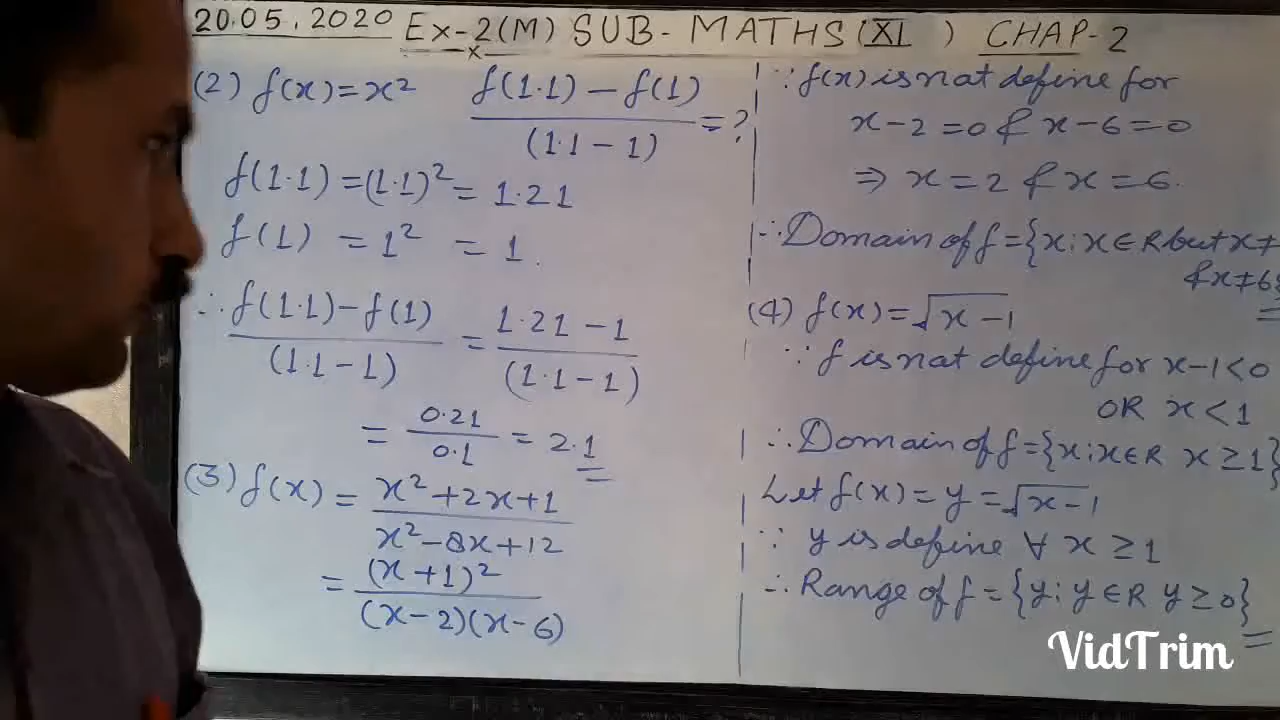 20.05.2020 Ex-2(M) SUB- MATHS (XI) CHAP-2
x
(2) f(x)=x² f(1.1)-f(1)/(1.1-1) = ?
f(1.1)=(1.1)²=1.21
f(1) = 1² = 1.
∴ f(1.1)-f(1)/(1.1-1) = 1.21-1/(1.1-1)
= 0.21/0.1 = 2.1
(3) f(x) = x²+2x+1/x²-8x+12
= (x+1)²/(x-2)(x-6)
∵ f(x) is not define for
x-2=0 & x-6=0
⇒ x=2 & x=6.
∴ Domain of f={x:x∈R but x≠
& x≠6}
(4) f(x)=√x-1
∵ f is not define for x-1<0
OR x<1
∴ Domain of f={x:x∈R x≥1}
Let f(x)=y=√x-1
∵ y is define ∀ x≥1
∴ Range of f={y:y∈R y≥0}
VidTrim